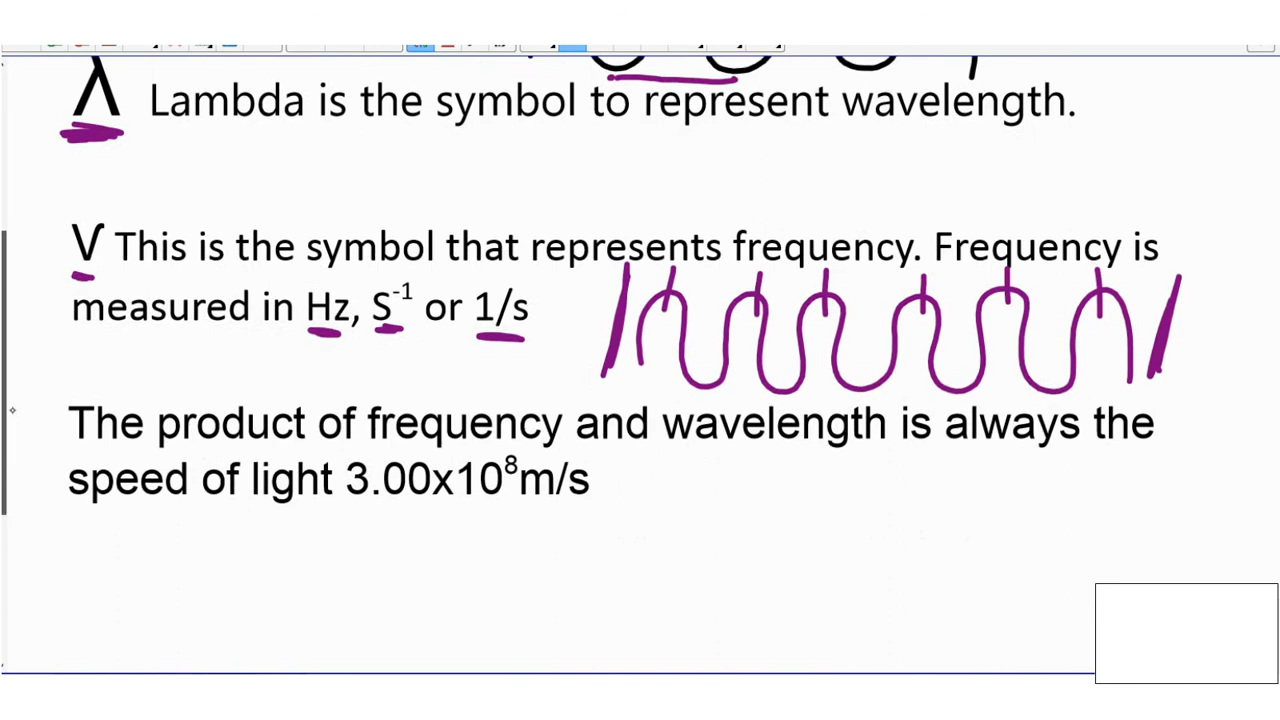 λ Lambda is the symbol to represent wavelength.
ν This is the symbol that represents frequency. Frequency is
measured in Hz, S⁻¹ or 1/s
The product of frequency and wavelength is always the
speed of light 3.00x10⁸m/s